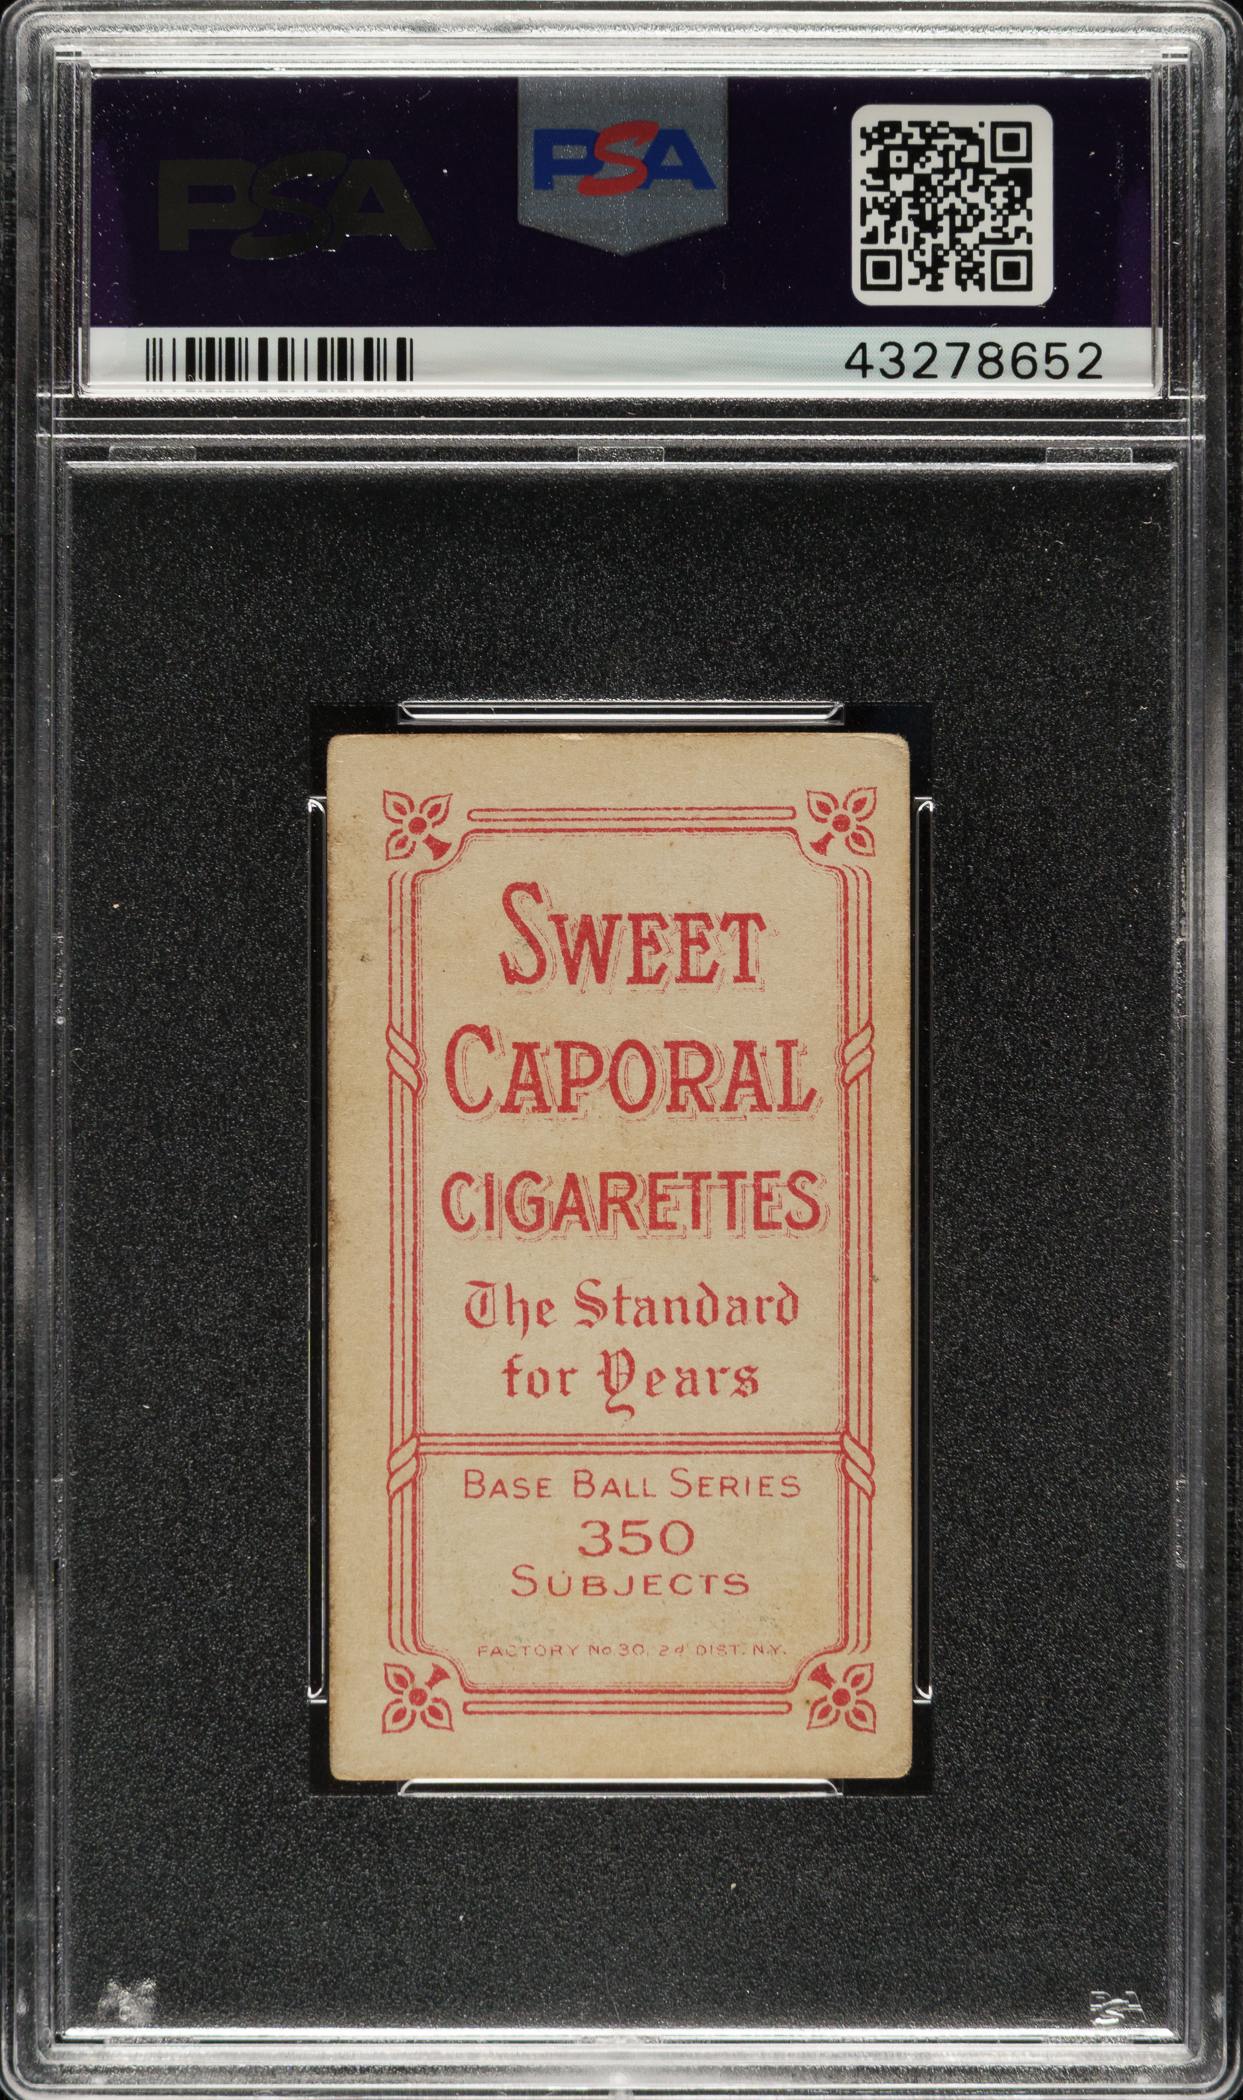 PSA
PSA
43278652
SWEET
CAPORAL
CIGARETTES
The Standard
for Years
BASE BALL SERIES
350
SUBJECTS
FACTORY No 30, 2d DIST. N.Y.
PSA